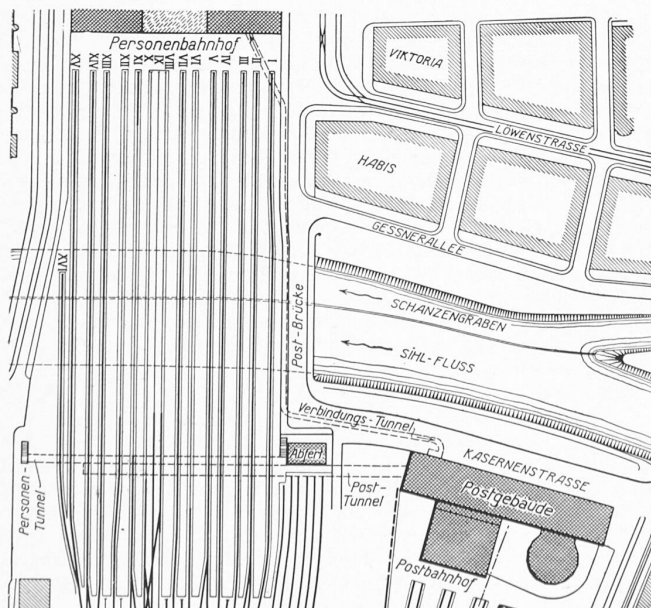 Personenbahnhof
XV
XIV
XIII
XII
XI
X
IX
VIII
VII
VI
V
IV
III
II
I
XVI
VIKTORIA
LÖWENSTRASSE
HABIS
GESSNERALLEE
SCHANZENGRABEN
SIHL-FLUSS
Post-Brücke
Verbindungs-Tunnel
Abfert.
KASERNENSTRASSE
Personen-
Tunnel
Post-
Tunnel
Postgebäude
Postbahnhof